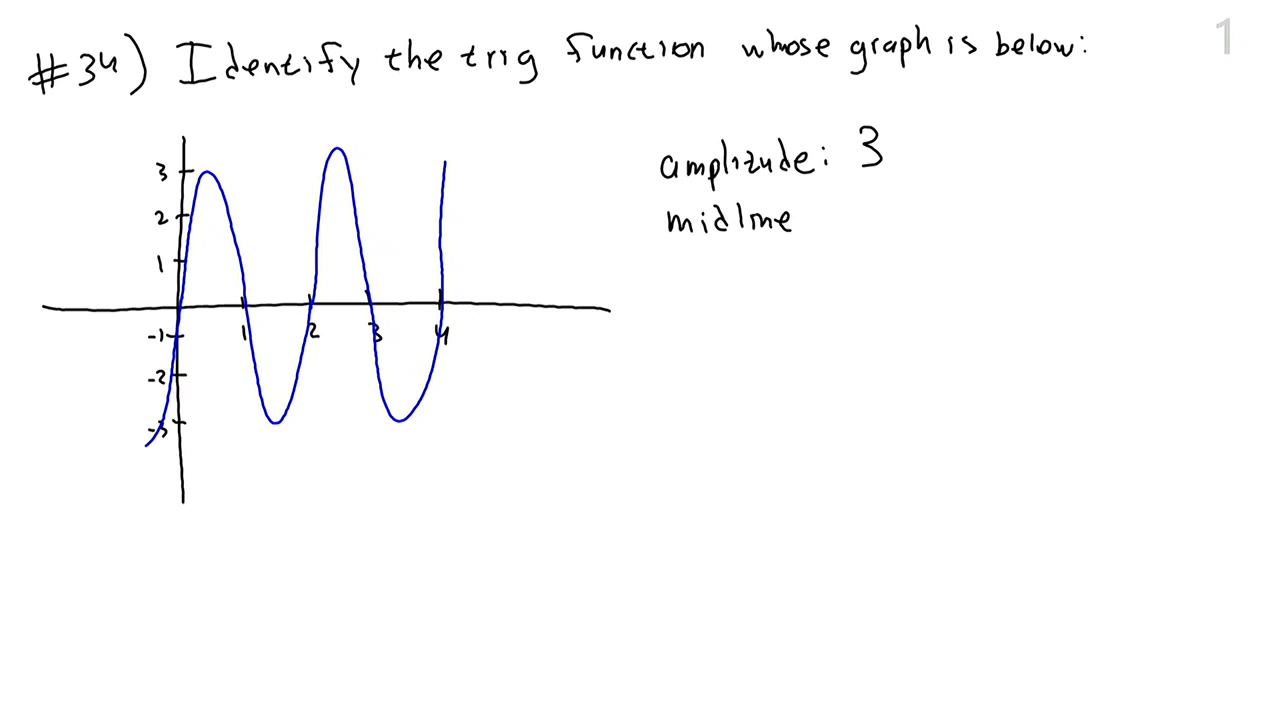 #34) Identify the trig function whose graph is below:
1
amplitude: 3
midline
3
2
1
-1
-2
-3
1 2 3 4